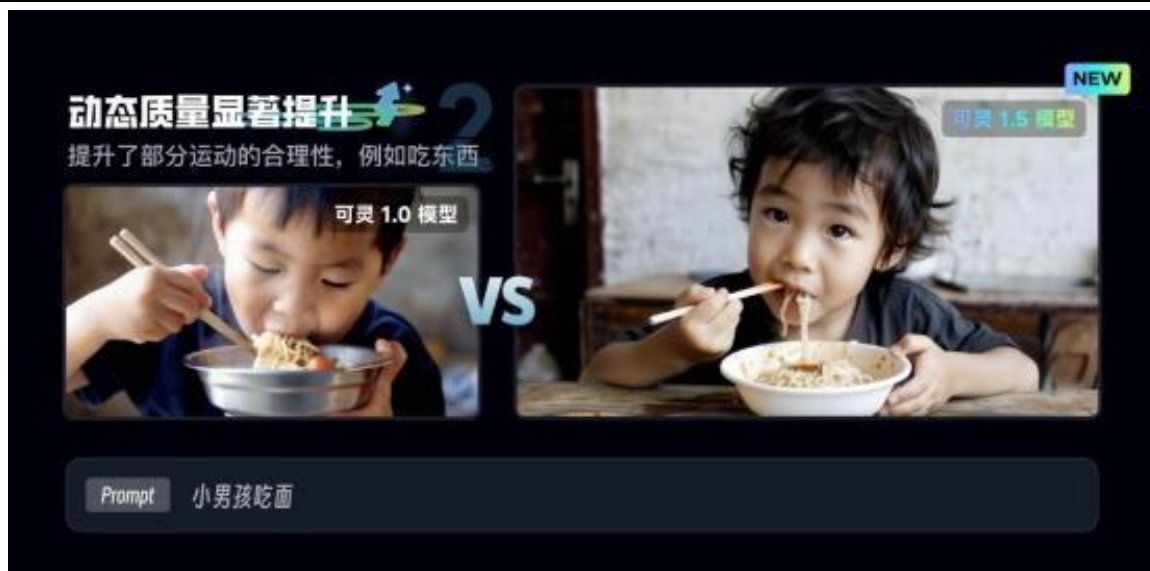 动态质量显著提升
2
提升了部分运动的合理性，例如吃东西
NEW
可灵 1.5 模型
可灵 1.0 模型
VS
Prompt 小男孩吃面